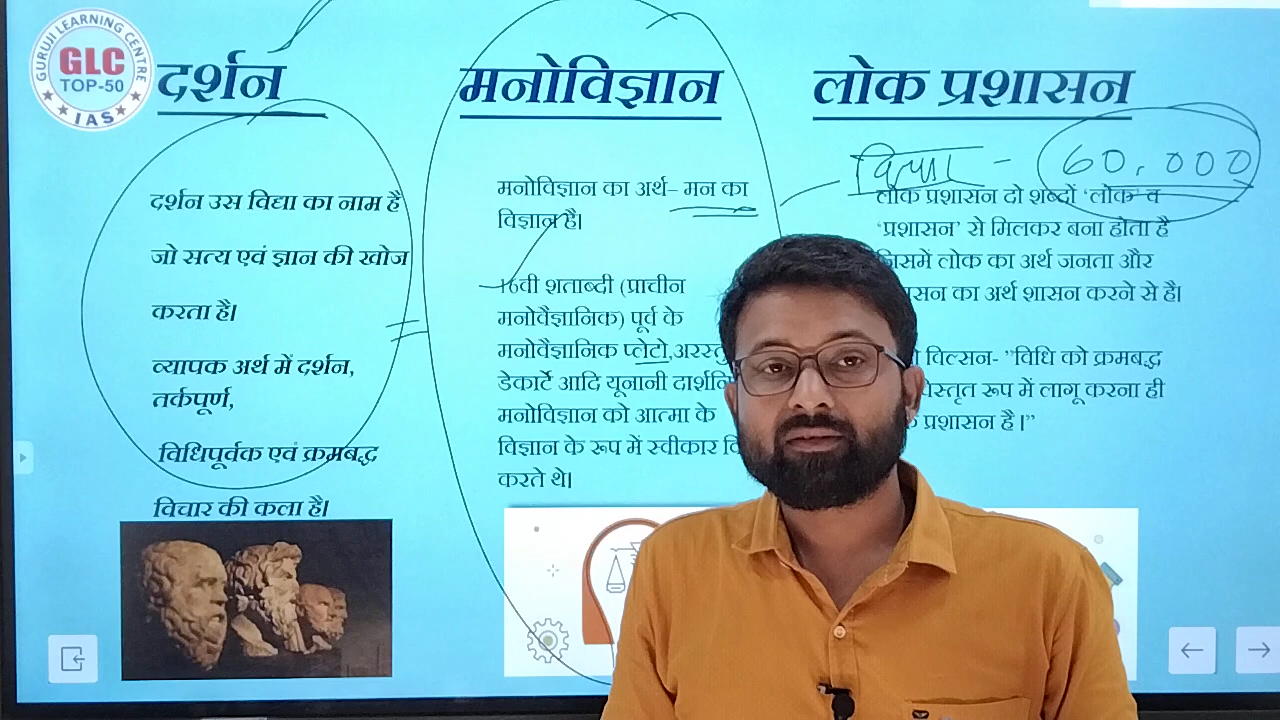 GURUJI LEARNING CENTRE
GLC
TOP-50
IAS
दर्शन
दर्शन उस विद्या का नाम है
जो सत्य एवं ज्ञान की खोज
करता है।
व्यापक अर्थ में दर्शन,
तर्कपूर्ण,
विधिपूर्वक एवं क्रमबद्ध
विचार की कला है।
मनोविज्ञान
मनोविज्ञान का अर्थ– मन का
विज्ञान है।
16वी शताब्दी (प्राचीन
मनोवैज्ञानिक) पूर्व के
मनोवैज्ञानिक प्लेटो,अरस्तु
डेकार्टे आदि यूनानी
मनोविज्ञान को आत्मा के
विज्ञान के रूप में स्वीकार
करते थे।
लोक प्रशासन
60,000
लोक प्रशासन दो शब्दों ‘लोक’ व
‘प्रशासन’ से मिलकर बना होता है
जिसमें लोक का अर्थ जनता और
का अर्थ शासन करने से है।
विल्सन- ”विधि को क्रमबद्ध
रूप में लागू करना ही
प्रशासन है।”